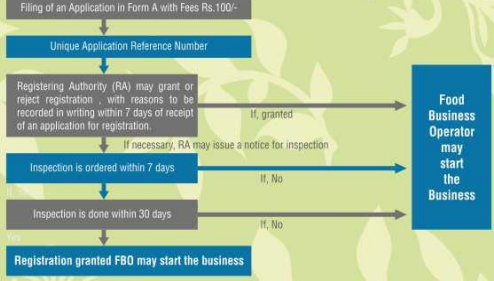 Filing of an Application in Form A with Fees Rs.100/-
Unique Application Reference Number
Registering Authority (RA) may grant or
reject registration , with reasons to be
recorded in writing within 7 days of receipt
of an application for registration.
If, granted
If necessary, RA may issue a notice for inspection
Inspection is ordered within 7 days
If, No
If
Inspection is done within 30 days
If, No
Yes
Registration granted FBO may start the business
Food
Business
Operator
may
start
the
Business